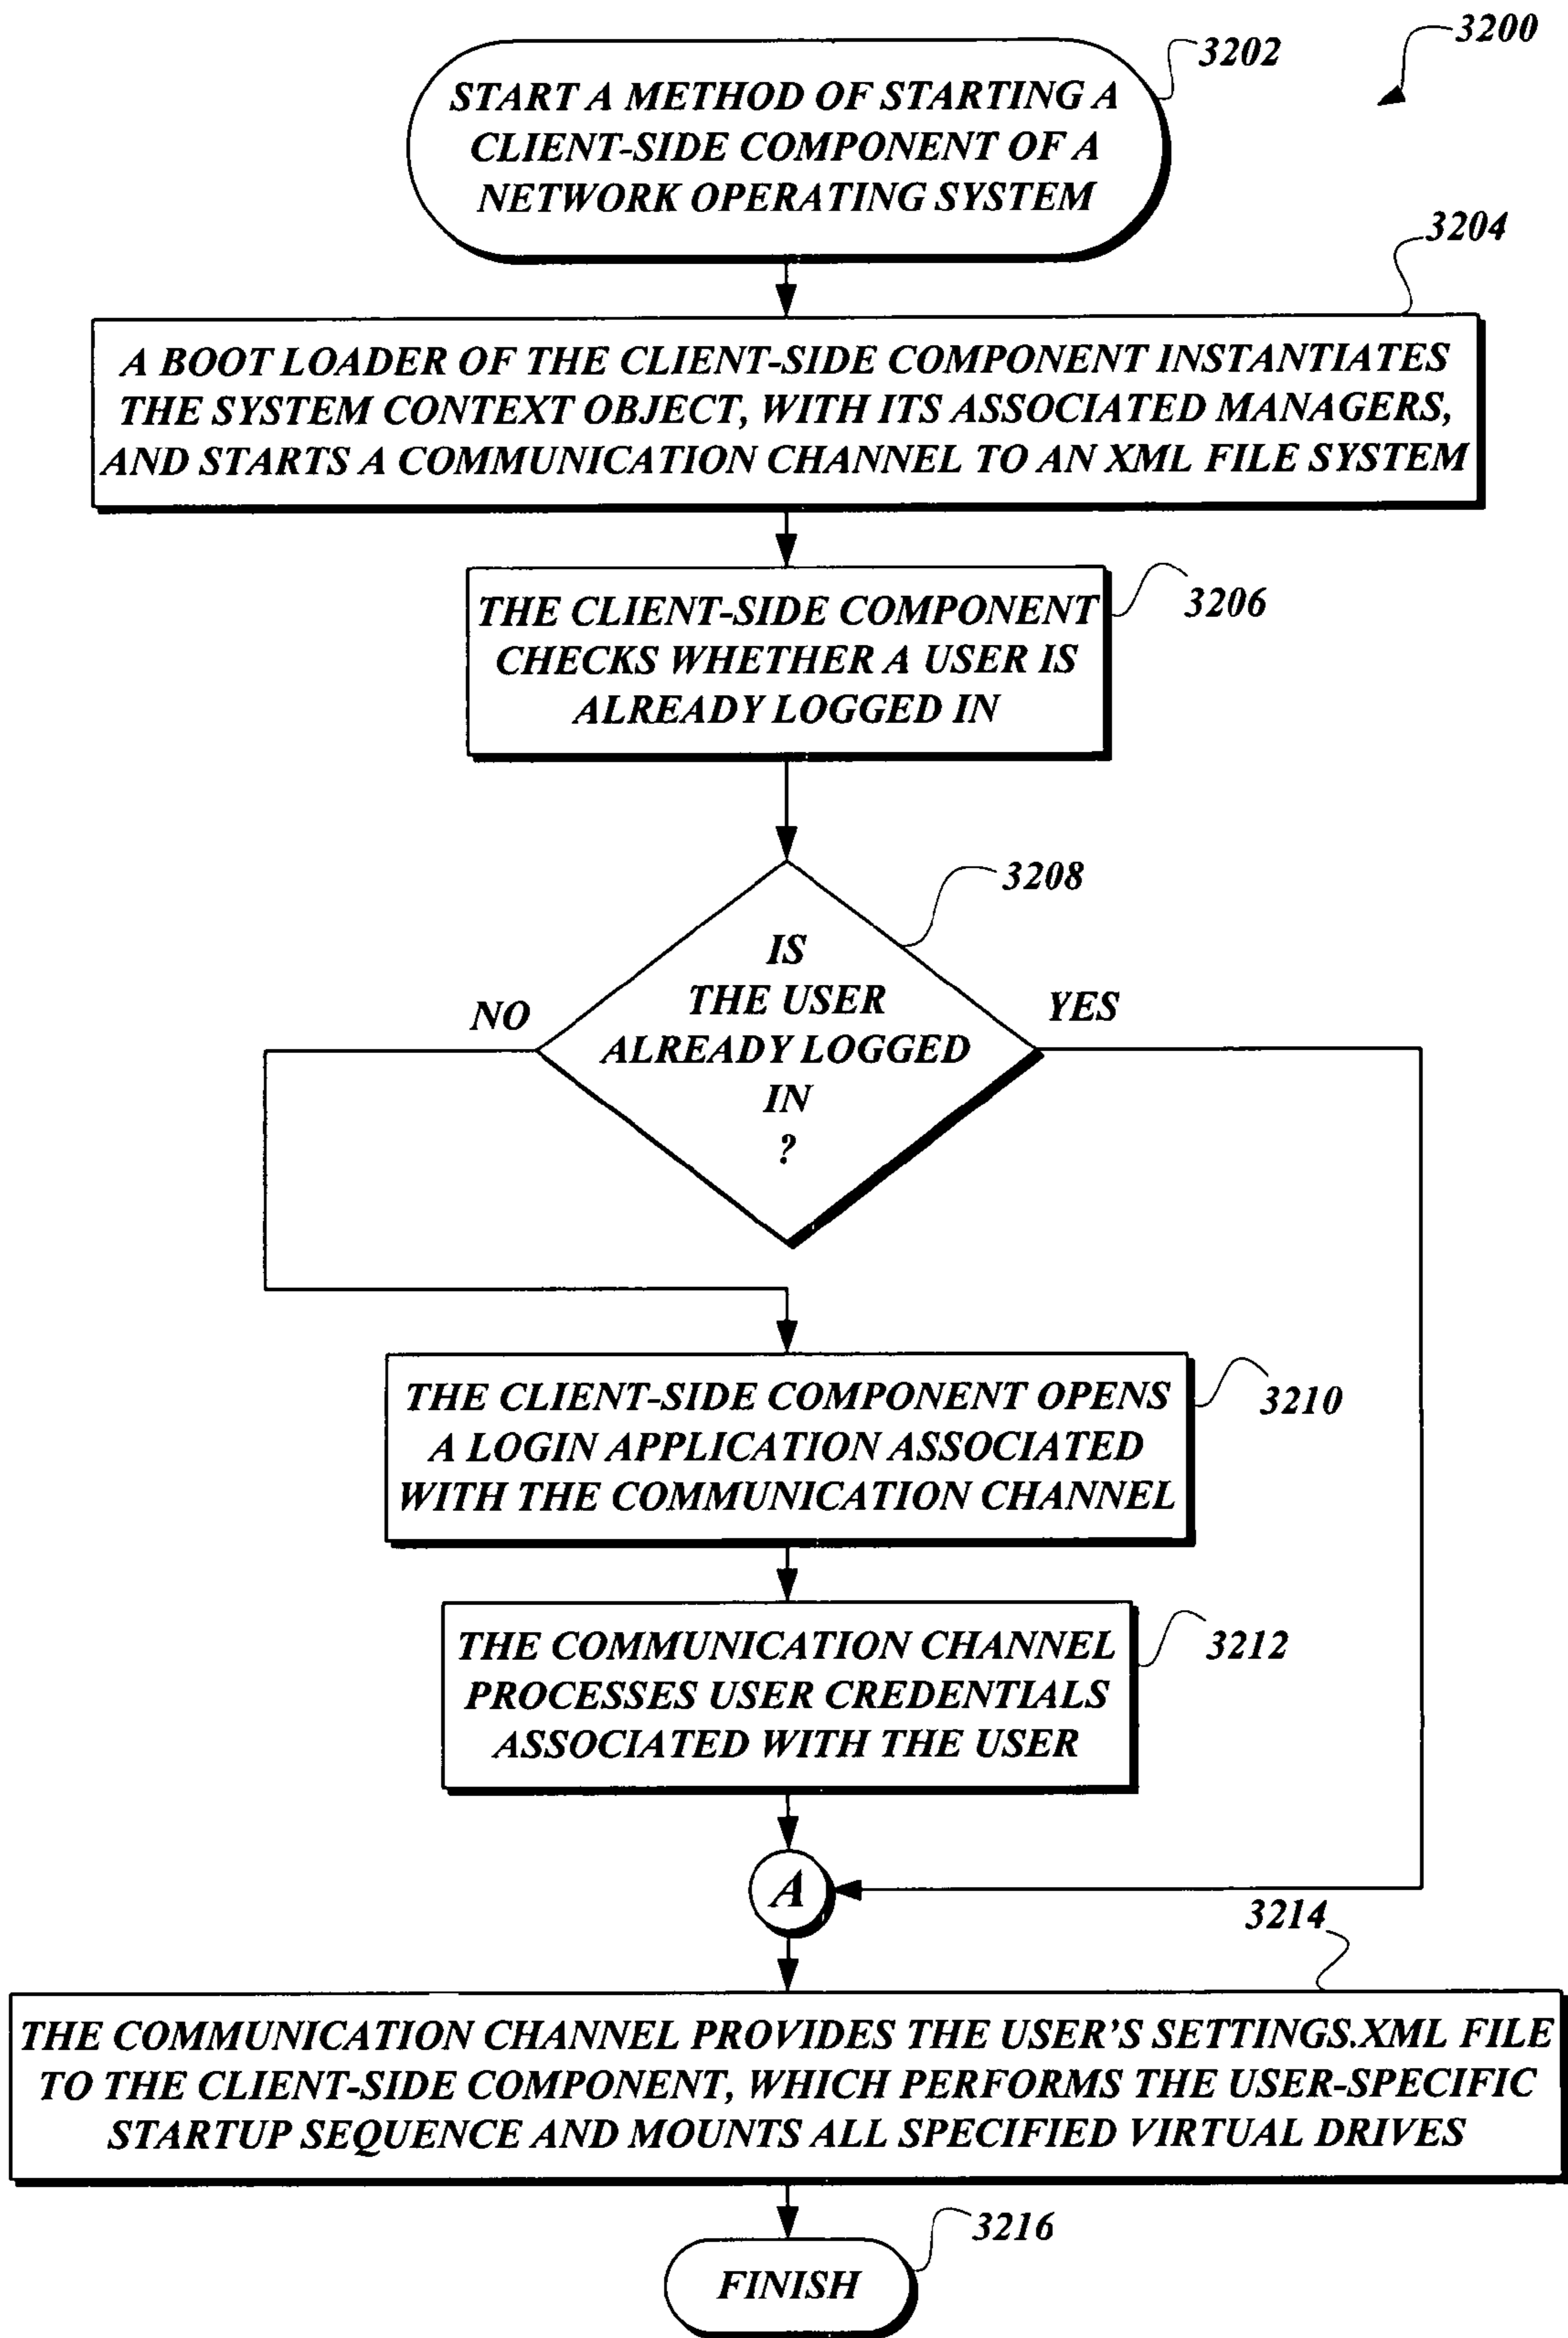 3200
3202
START A METHOD OF STARTING A
CLIENT-SIDE COMPONENT OF A
NETWORK OPERATING SYSTEM
3204
A BOOT LOADER OF THE CLIENT-SIDE COMPONENT INSTANTIATES
THE SYSTEM CONTEXT OBJECT, WITH ITS ASSOCIATED MANAGERS,
AND STARTS A COMMUNICATION CHANNEL TO AN XML FILE SYSTEM
3206
THE CLIENT-SIDE COMPONENT
CHECKS WHETHER A USER IS
ALREADY LOGGED IN
3208
IS
THE USER
ALREADY LOGGED
IN
?
NO
YES
3210
THE CLIENT-SIDE COMPONENT OPENS
A LOGIN APPLICATION ASSOCIATED
WITH THE COMMUNICATION CHANNEL
3212
THE COMMUNICATION CHANNEL
PROCESSES USER CREDENTIALS
ASSOCIATED WITH THE USER
A
3214
THE COMMUNICATION CHANNEL PROVIDES THE USER'S SETTINGS.XML FILE
TO THE CLIENT-SIDE COMPONENT, WHICH PERFORMS THE USER-SPECIFIC
STARTUP SEQUENCE AND MOUNTS ALL SPECIFIED VIRTUAL DRIVES
3216
FINISH